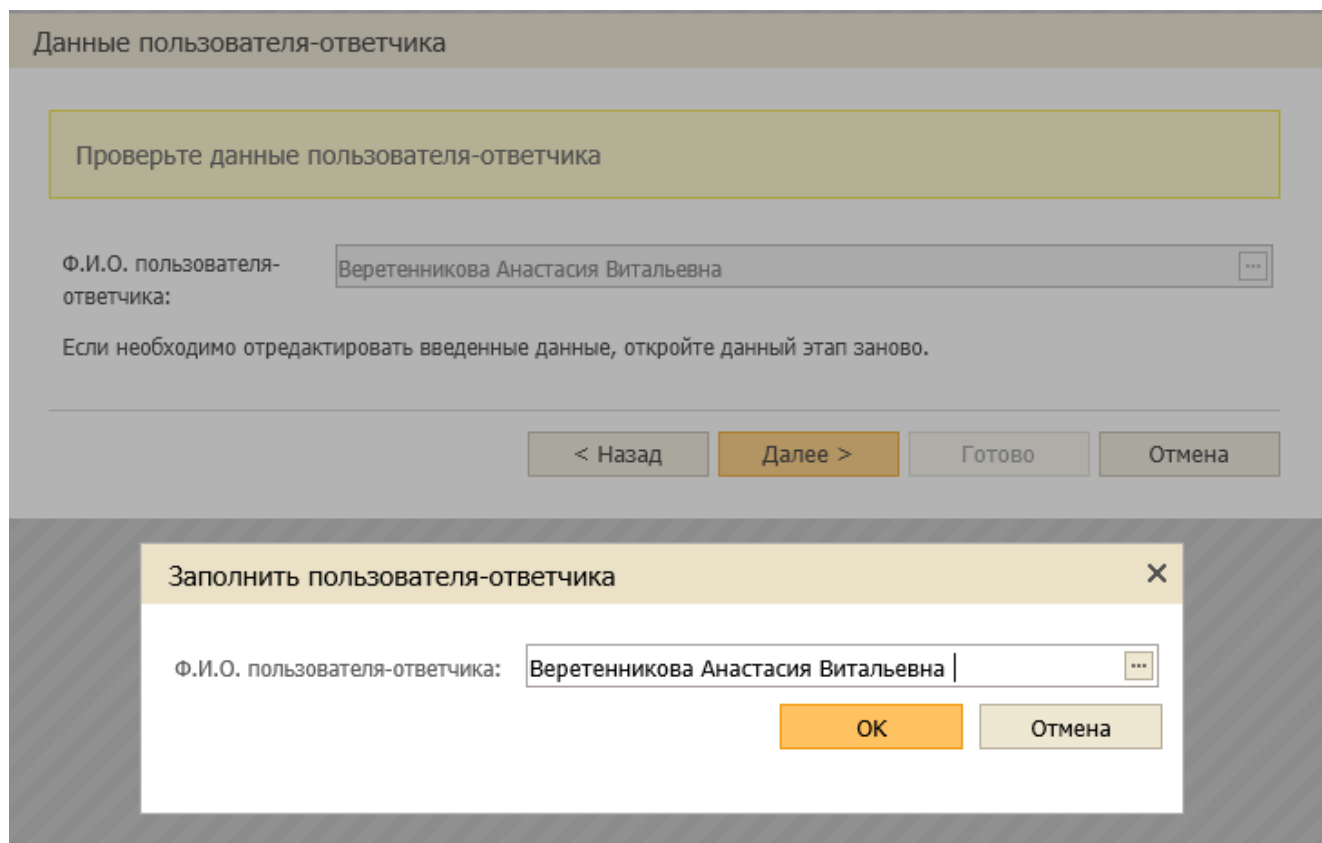 Данные пользователя-ответчика
Проверьте данные пользователя-ответчика
Ф.И.О. пользователя-
ответчика:
Веретенникова Анастасия Витальевна
...
Если необходимо отредактировать введенные данные, откройте данный этап заново.
< Назад
Далее >
Готово
Отмена
Заполнить пользователя-ответчика
Ф.И.О. пользователя-ответчика:
Веретенникова Анастасия Витальевна
...
OK
Отмена